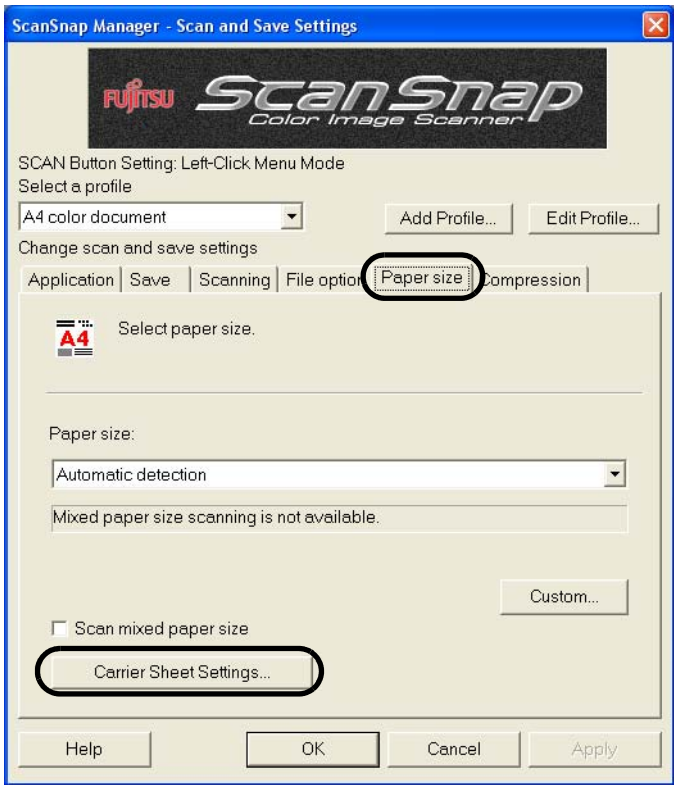 ScanSnap Manager - Scan and Save Settings
FUJITSU ScanSnap
Color Image Scanner
SCAN Button Setting: Left-Click Menu Mode
Select a profile
A4 color document Add Profile... Edit Profile...
Change scan and save settings
Application Save Scanning File option Paper size Compression
A4 Select paper size.
Paper size:
Automatic detection
Mixed paper size scanning is not available.
Custom...
Scan mixed paper size
Carrier Sheet Settings...
Help OK Cancel Apply